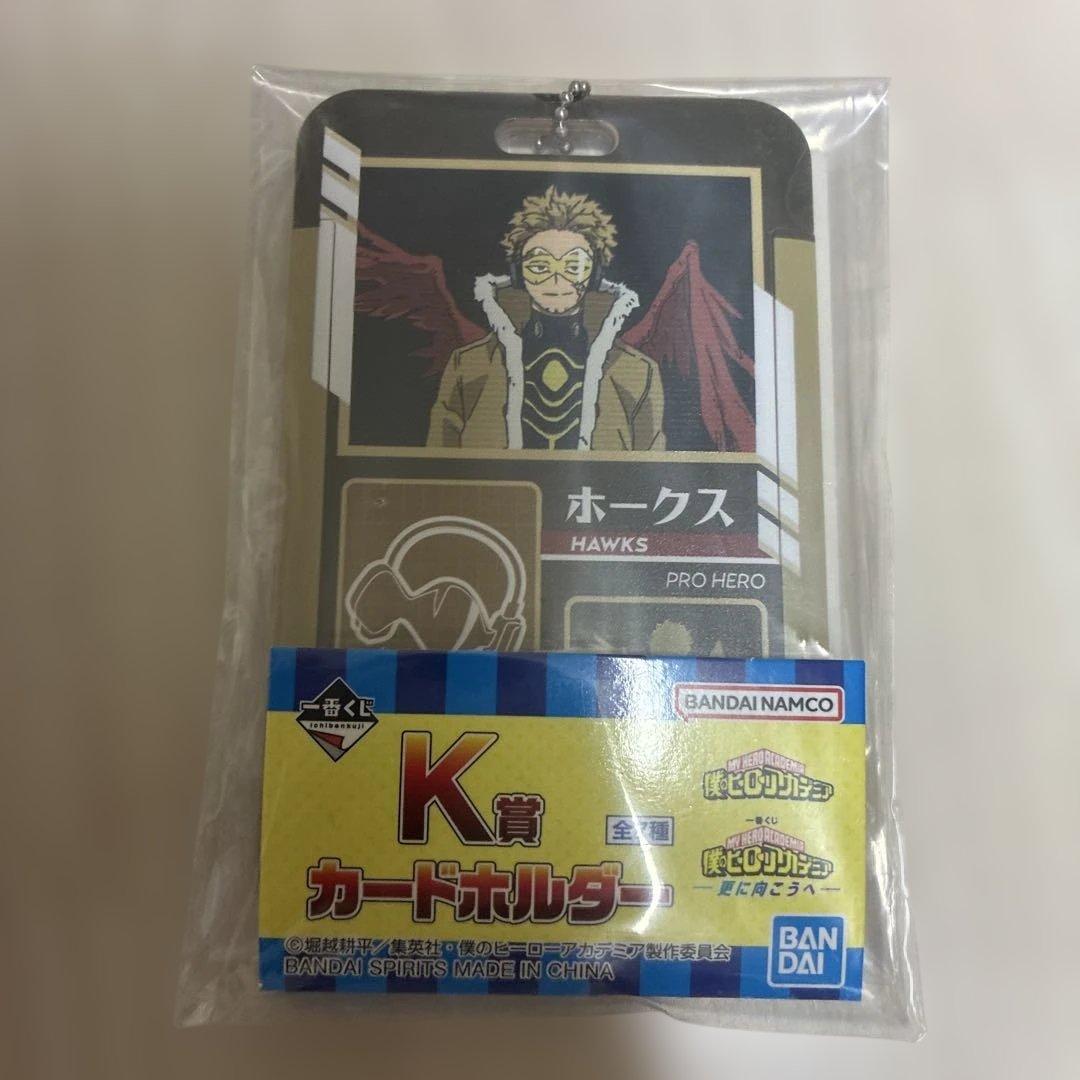 ホークス
HAWKS
PRO HERO
一番くじ
ichibankuji
BANDAI NAMCO
K賞
全7種
カードホルダー
MY HERO ACADEMIA
僕のヒーローアカデミア
一番くじ
MY HERO ACADEMIA
僕のヒーローアカデミア
ー更に向こうへー
©堀越耕平／集英社・僕のヒーローアカデミア製作委員会
BANDAI SPIRITS MADE IN CHINA
BAN
DAI